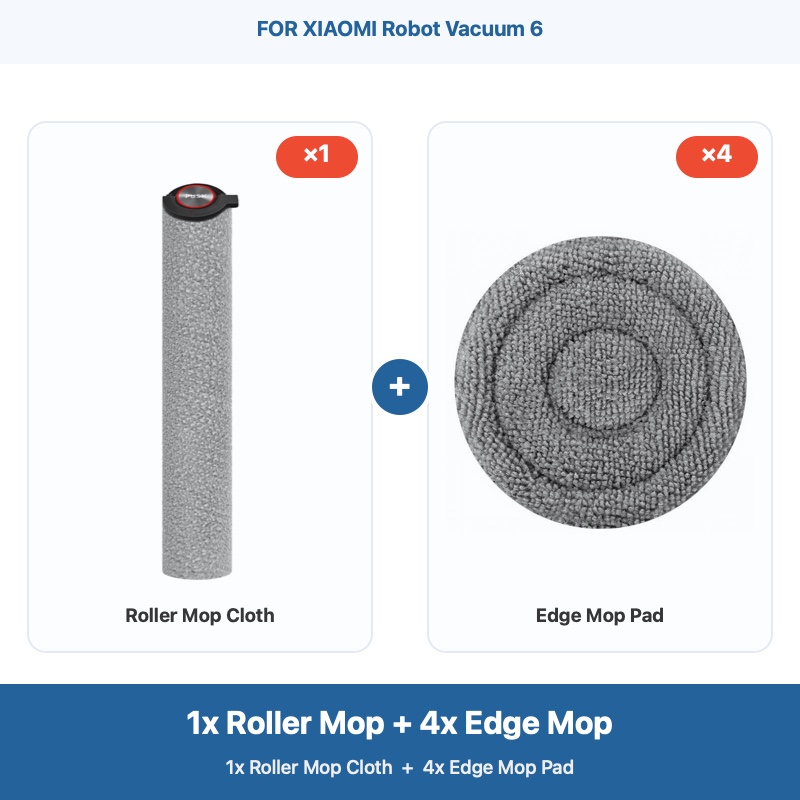 FOR XIAOMI Robot Vacuum 6
×1
×4
+
Roller Mop Cloth
Edge Mop Pad
1x Roller Mop + 4x Edge Mop
1x Roller Mop Cloth + 4x Edge Mop Pad